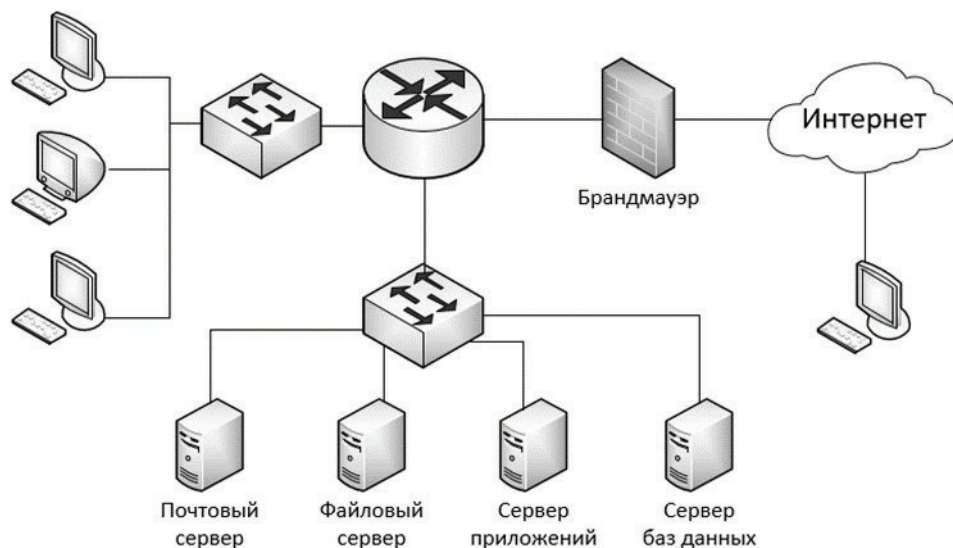 Интернет
Брандмауэр
Почтовый
сервер
Файловый
сервер
Сервер
приложений
Сервер
баз данных